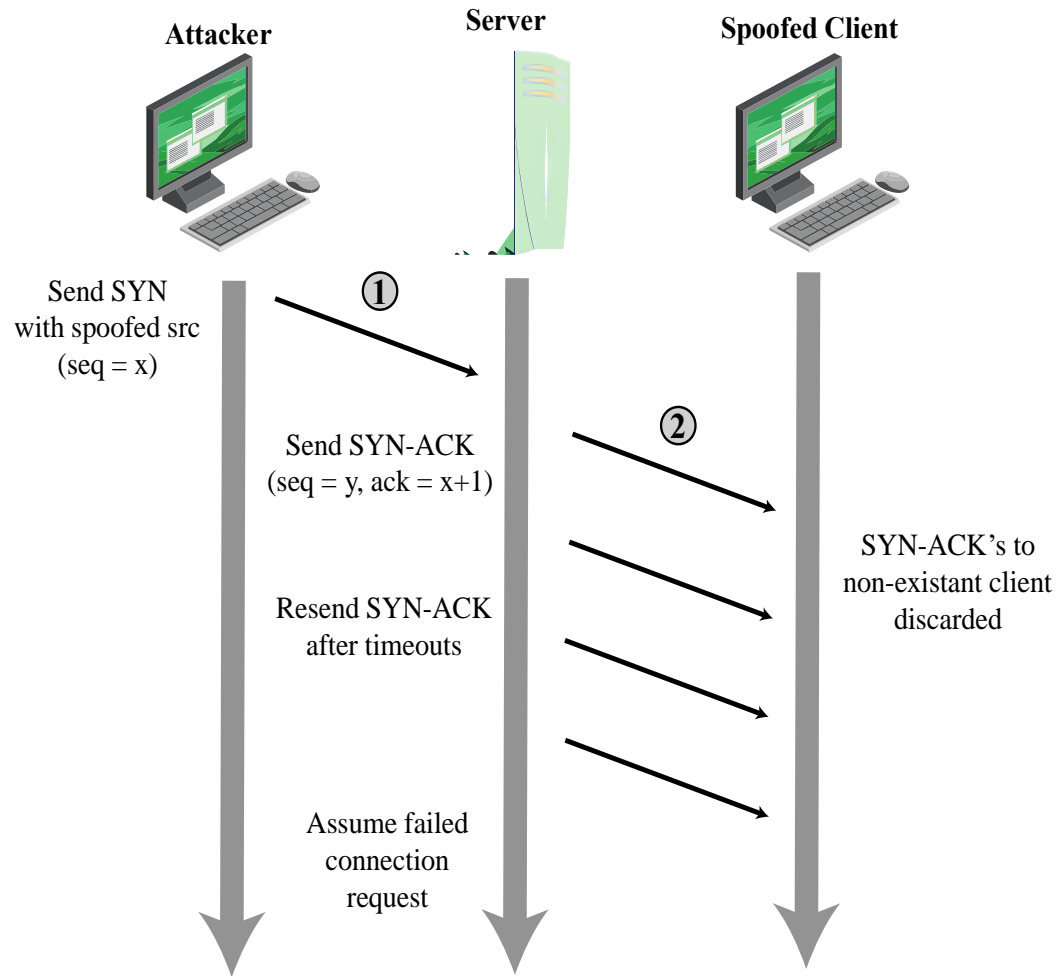 Attacker
Server
Spoofed Client
Send SYN
with spoofed src
(seq = x)
1
Send SYN-ACK
(seq = y, ack = x+1)
2
SYN-ACK’s to
non-existant client
discarded
Resend SYN-ACK
after timeouts
Assume failed
connection
request